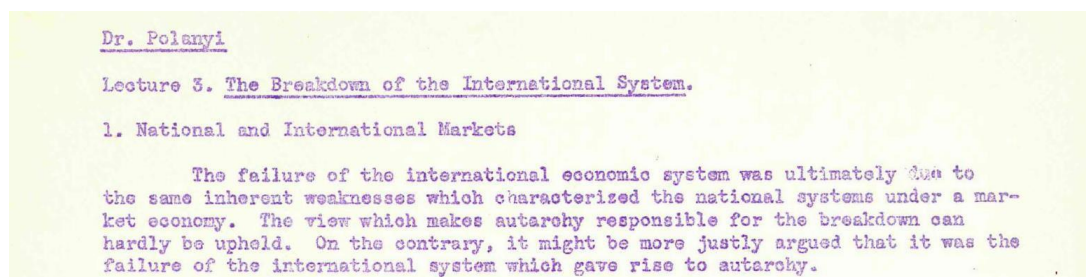 Dr. Polanyi
Lecture 3. The Breakdown of the International System.
1. National and International Markets
The failure of the international economic system was ultimately due to
the same inherent weaknesses which characterized the national systems under a mar-
ket economy. The view which makes autarchy responsible for the breakdown can
hardly be upheld. On the contrary, it might be more justly argued that it was the
failure of the international system which gave rise to autarchy.